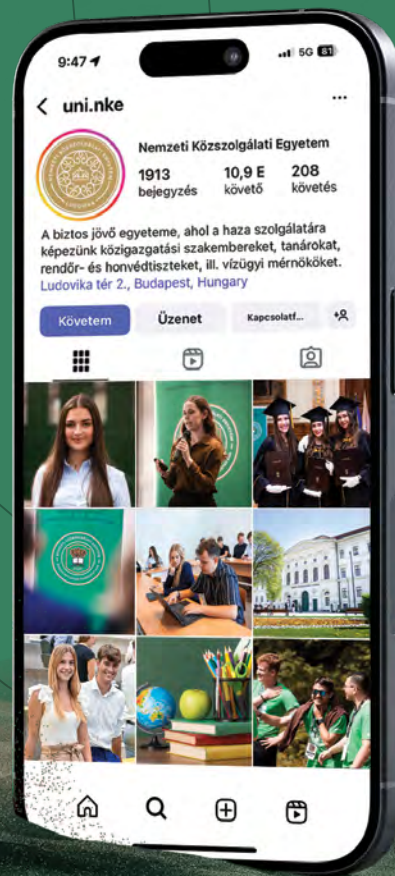 9:47
5G 81
uni.nke
Nemzeti Közszolgálati Egyetem
1913 10,9 E 208
bejegyzés követő követés
A biztos jövő egyeteme, ahol a haza szolgálatára
képezünk közigazgatási szakembereket, tanárokat,
rendőr- és honvédtiszteket, ill. vízügyi mérnököket.
Ludovika tér 2., Budapest, Hungary
Követem Üzenet Kapcsolatf...